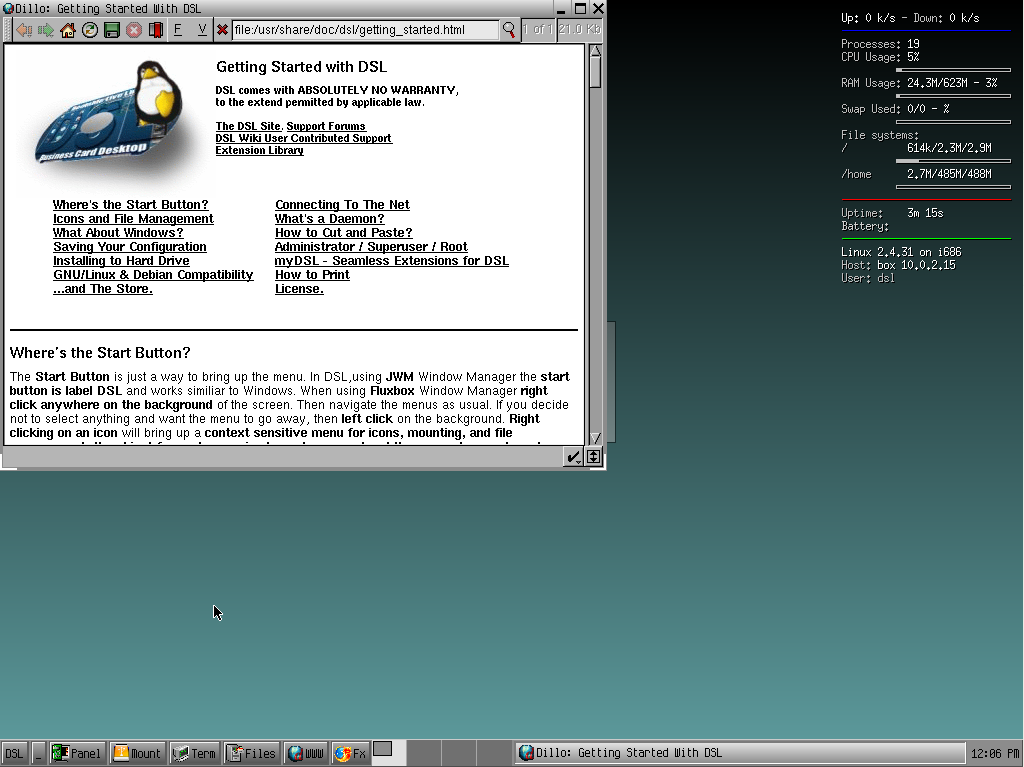 Dillo: Getting Started With DSL
F V file:/usr/share/doc/dsl/getting_started.html 1 of 1 21.0 Kb
Business Card Desktop
Getting Started with DSL
DSL comes with ABSOLUTELY NO WARRANTY,
to the extend permitted by applicable law.
The DSL Site, Support Forums
DSL Wiki User Contributed Support
Extension Library
Where's the Start Button?
Icons and File Management
What About Windows?
Saving Your Configuration
Installing to Hard Drive
GNU/Linux & Debian Compatibility
...and The Store.
Connecting To The Net
What's a Daemon?
How to Cut and Paste?
Administrator / Superuser / Root
myDSL - Seamless Extensions for DSL
How to Print
License.
Where's the Start Button?
The Start Button is just a way to bring up the menu. In DSL,using JWM Window Manager the start
button is label DSL and works similiar to Windows. When using Fluxbox Window Manager right
click anywhere on the background of the screen. Then navigate the menus as usual. If you decide
not to select anything and want the menu to go away, then left click on the background. Right
clicking on an icon will bring up a context sensitive menu for icons, mounting, and file
Up: 0 k/s - Down: 0 k/s
Processes: 19
CPU Usage: 5%
RAM Usage: 24.3M/623M - 3%
Swap Used: 0/0 - %
File systems:
/ 614k/2.3M/2.9M
/home 2.7M/485M/488M
Uptime: 3m 15s
Battery:
Linux 2.4.31 on i686
Host: box 10.0.2.15
User: dsl
DSL _ Panel Mount Term Files WWW Fx Dillo: Getting Started With DSL 12:06 PM